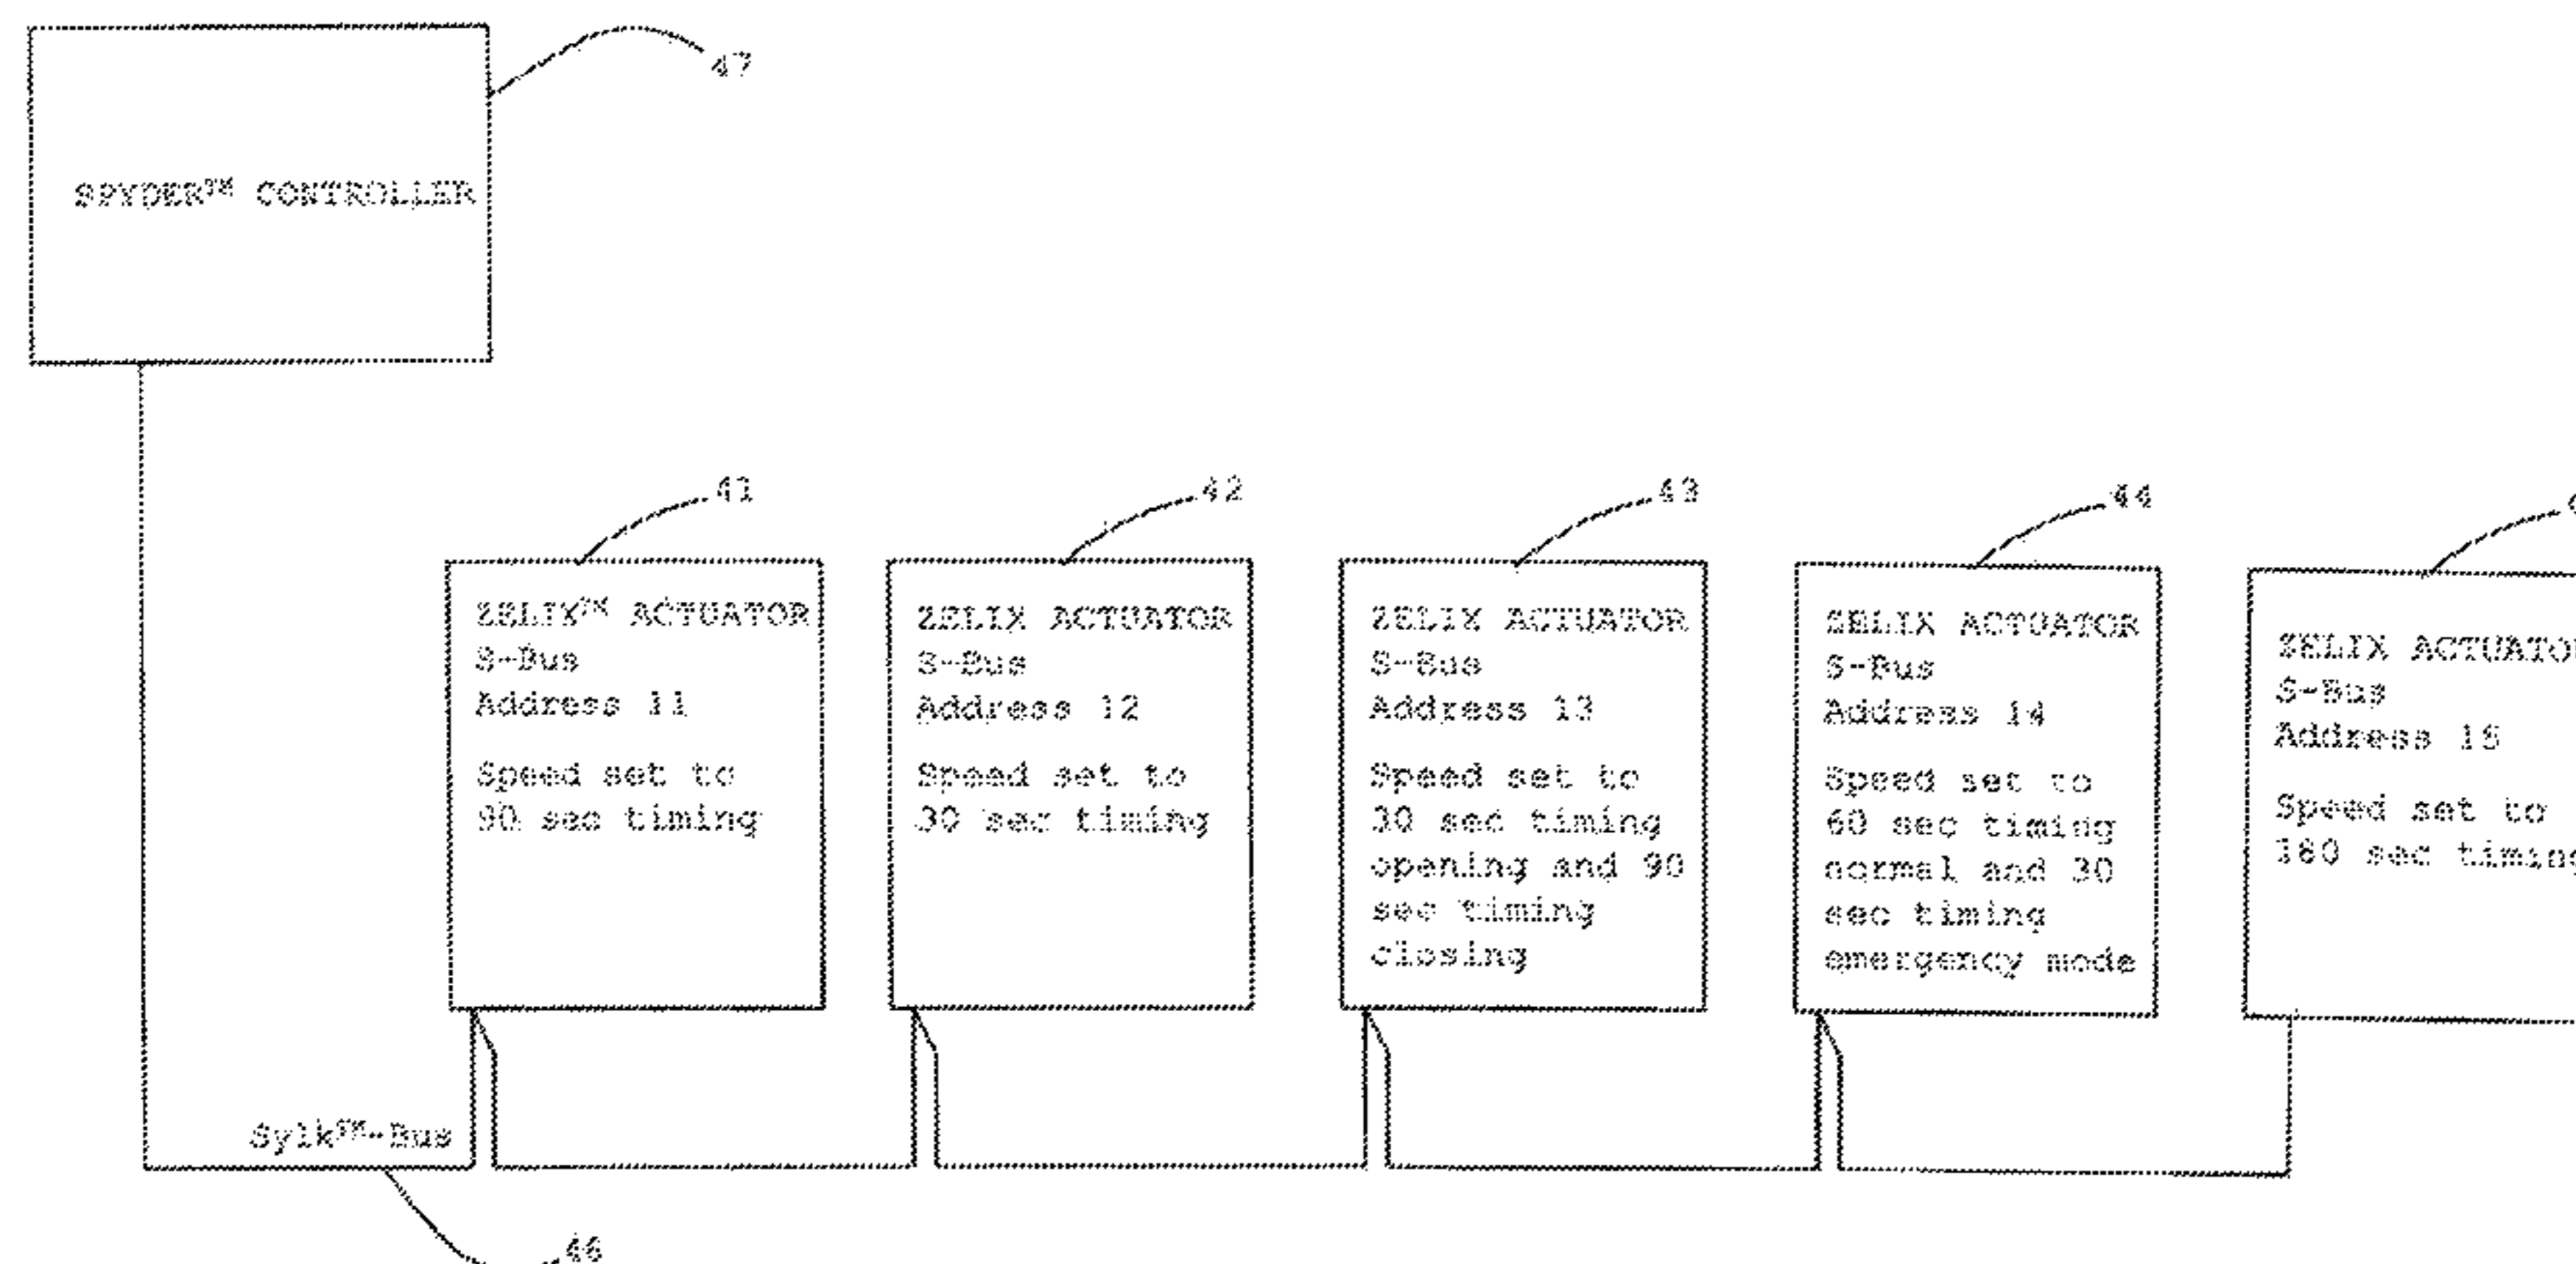 47
SPYDER™ CONTROLLER
41
42
43
44
ZELIX™ ACTUATOR
S-Bus
Address 11
Speed set to
90 sec timing
ZELIX ACTUATOR
S-Bus
Address 12
Speed set to
30 sec timing
ZELIX ACTUATOR
S-Bus
Address 13
Speed set to
30 sec timing
opening and 90
sec timing
closing
ZELIX ACTUATOR
S-Bus
Address 14
Speed set to
60 sec timing
normal and 30
sec timing
emergency mode
ZELIX
S-Bus
Address 15
Speed set to
sec
Sylk™-Bus
46